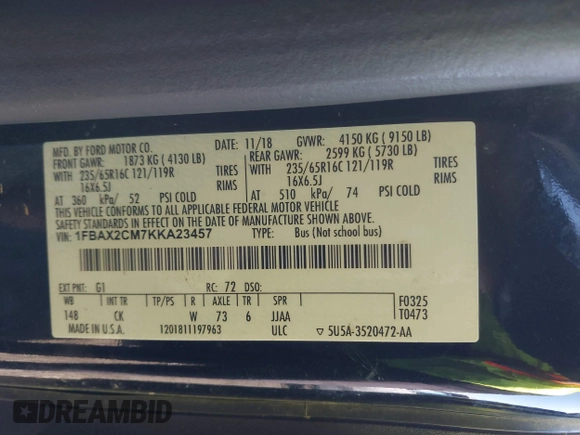 MFD. BY FORD MOTOR CO. DATE: 11/18 GVWR: 4150 KG ( 9150 LB)
FRONT GAWR: 1873 KG ( 4130 LB) REAR GAWR: 2599 KG ( 5730 LB)
235/65R16C 121/119R TIRES 235/65R16C 121/119R TIRES
16X6.5J RIMS 16X6.5J RIMS
AT 360 kPa/ 52 PSI COLD AT 510 kPa/ 74 PSI COLD
THIS VEHICLE CONFORMS TO ALL APPLICABLE FEDERAL MOTOR VEHICLE
SAFETY STANDARDS IN EFFECT ON THE DATE OF MANUFACTURE SHOWN ABOVE.
VIN: 1FBAX2CM7KKA23457 TYPE: Bus (Not school bus)
EXT PNT: G1 RC: 72 DSO:
WB INT TR TP/PS R AXLE TR SPR F0325
148 CK W 73 6 JJAA T0473
MADE IN U.S.A. 1201811197963 ULC 5U5A-3520472-AA
DREAMBID